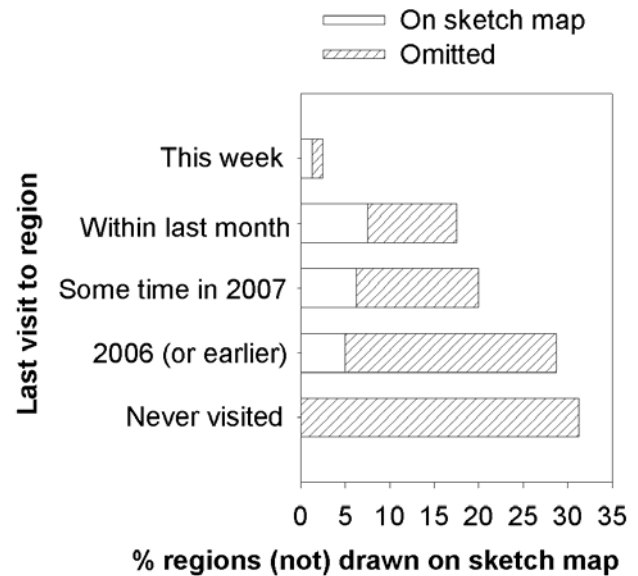 On sketch map
Omitted
This week
Within last month
Some time in 2007
2006 (or earlier)
Never visited
Last visit to region
0 5 10 15 20 25 30 35
% regions (not) drawn on sketch map